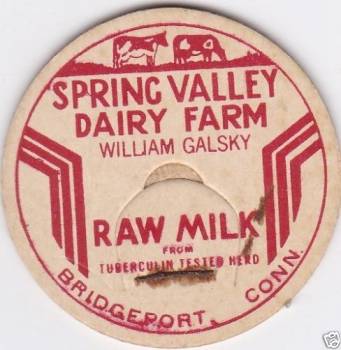 SPRING VALLEY
DAIRY FARM
WILLIAM GALSKY
RAW MILK
FROM
TUBERCULIN TESTED HERD
BRIDGEPORT, CONN.